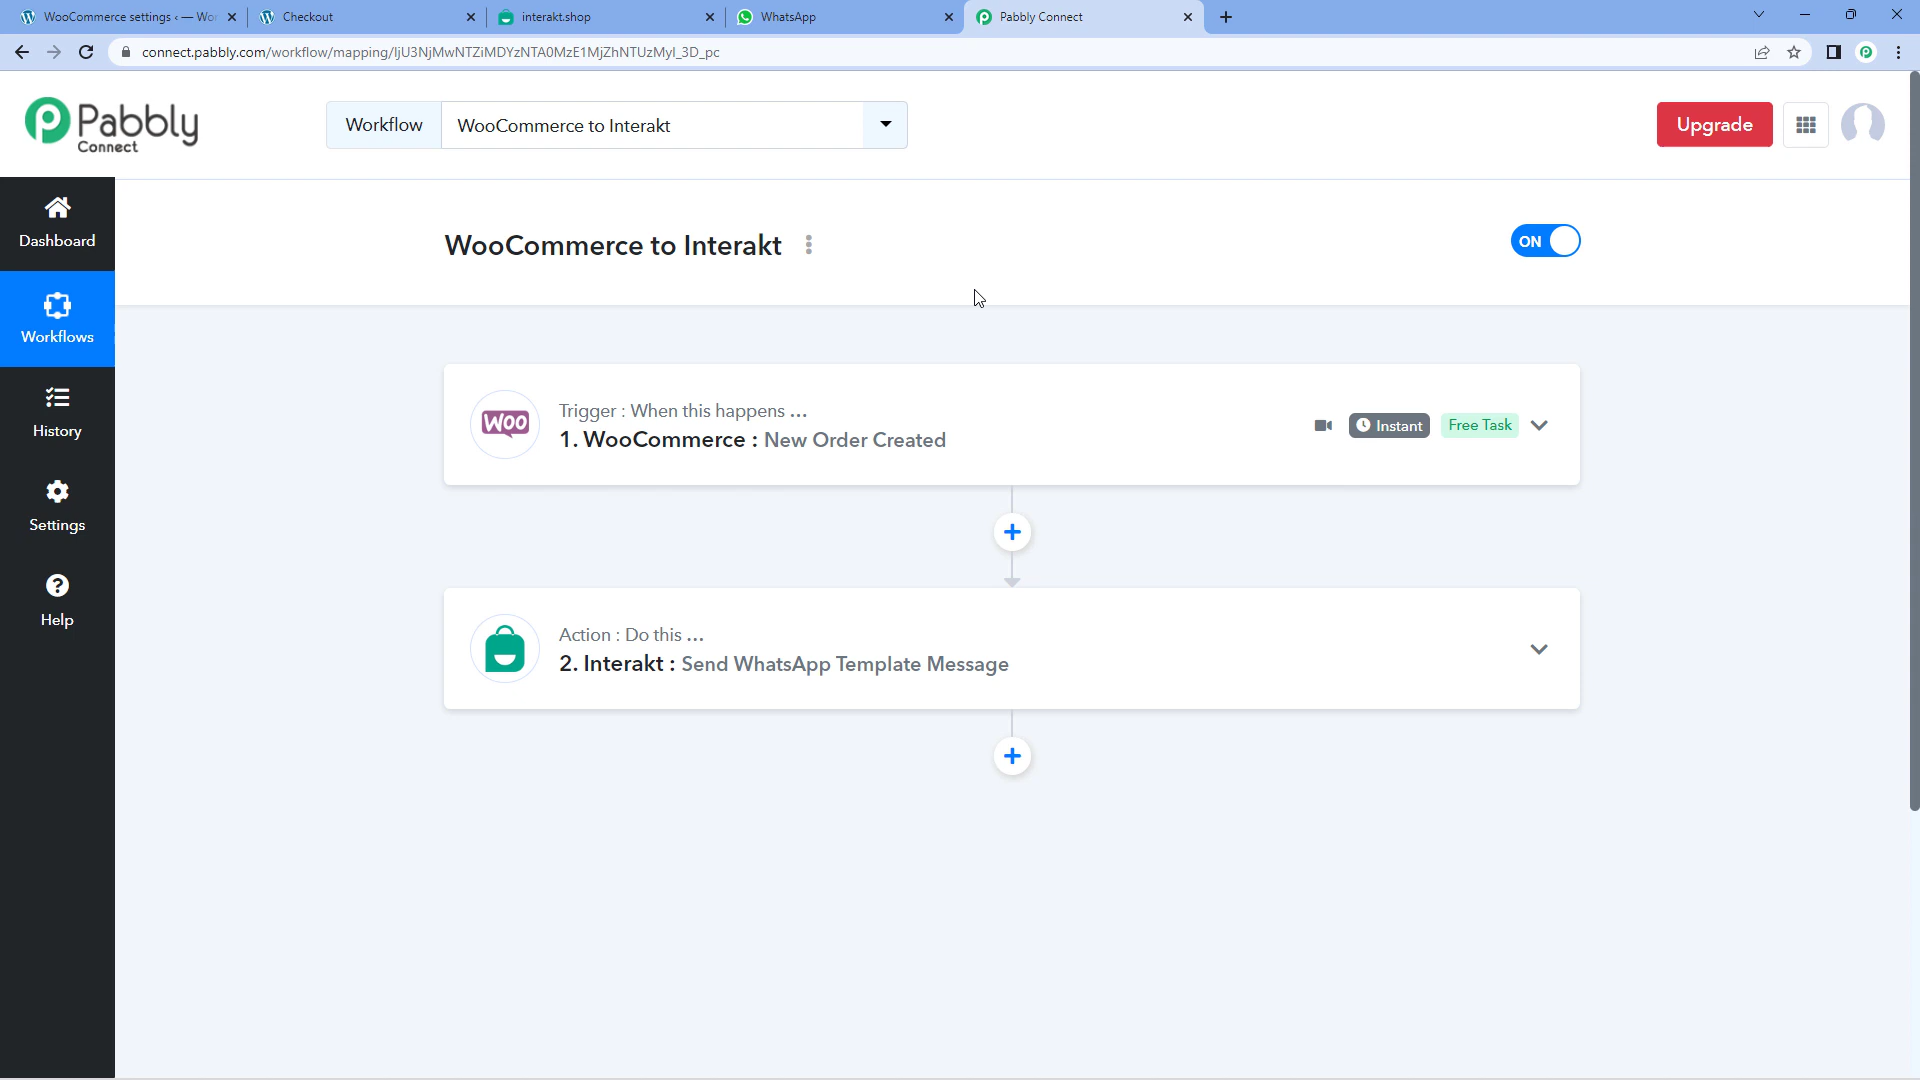 WooCommerce settings ‹ — Wor
Checkout
interakt.shop
WhatsApp
Pabbly Connect
connect.pabbly.com/workflow/mapping/IjU3NjMwNTZiMDYzNTA0MzE1MjZhNTUzMyI_3D_pc
Pabbly
Connect
Workflow
WooCommerce to Interakt
Upgrade
Dashboard
WooCommerce to Interakt
ON
Workflows
History
Settings
Help
Trigger : When this happens ...
WOO
1. WooCommerce : New Order Created
Instant
Free Task
Action : Do this ...
2. Interakt : Send WhatsApp Template Message